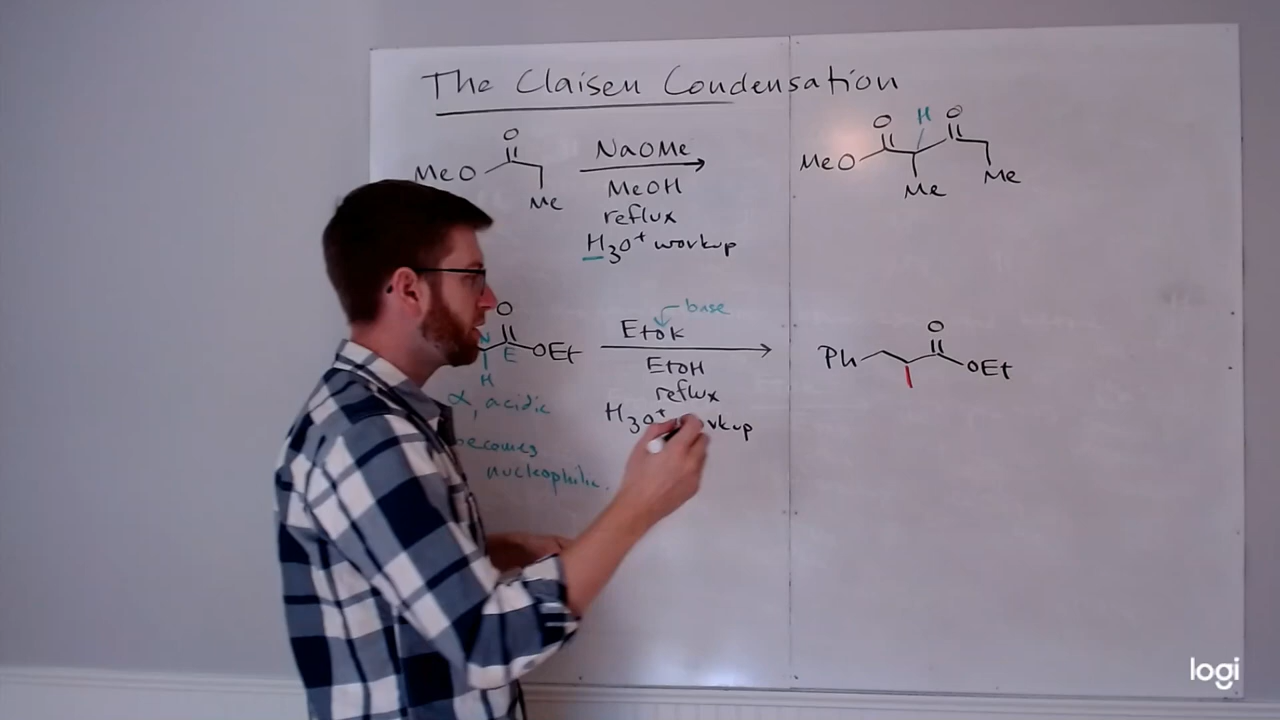 The Claisen Condensation
O
MeO
Me
NaOMe
MeOH
reflux
H3O+ workup
O H O
MeO
Me Me
O
N E OEt
H
α, acidic
becomes
nucleophilic.
base
EtOK
EtOH
reflux
H3O+ workup
O
Ph OEt
logi